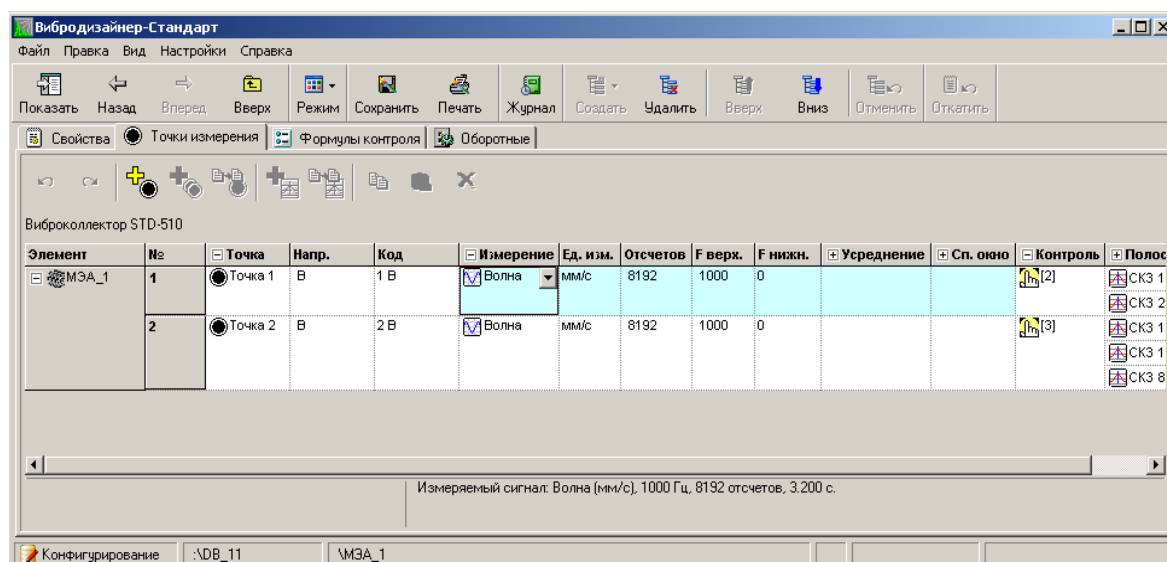 Вибродизайнер-Стандарт
Файл Правка Вид Настройки Справка
Показать Назад Вперед Вверх Режим Сохранить Печать Журнал Создать Удалить Вверх Вниз Отменить Откатить
Свойства Точки измерения Формулы контроля Оборотные
Виброколлектор STD-510
Элемент № Точка Напр. Код Измерение Ед. изм. Отсчетов F верх. F нижн. Усреднение Сп. окно Контроль Полос
МЭА_1 1 Точка 1 В 1 В Волна мм/с 8192 1000 0 [2] СКЗ 1
СКЗ 2
2 Точка 2 В 2 В Волна мм/с 8192 1000 0 [3] СКЗ 1
СКЗ 1
СКЗ 8
Измеряемый сигнал: Волна (мм/с), 1000 Гц, 8192 отсчетов, 3.200 с.
Конфигурирование :\DB_11 \МЭА_1